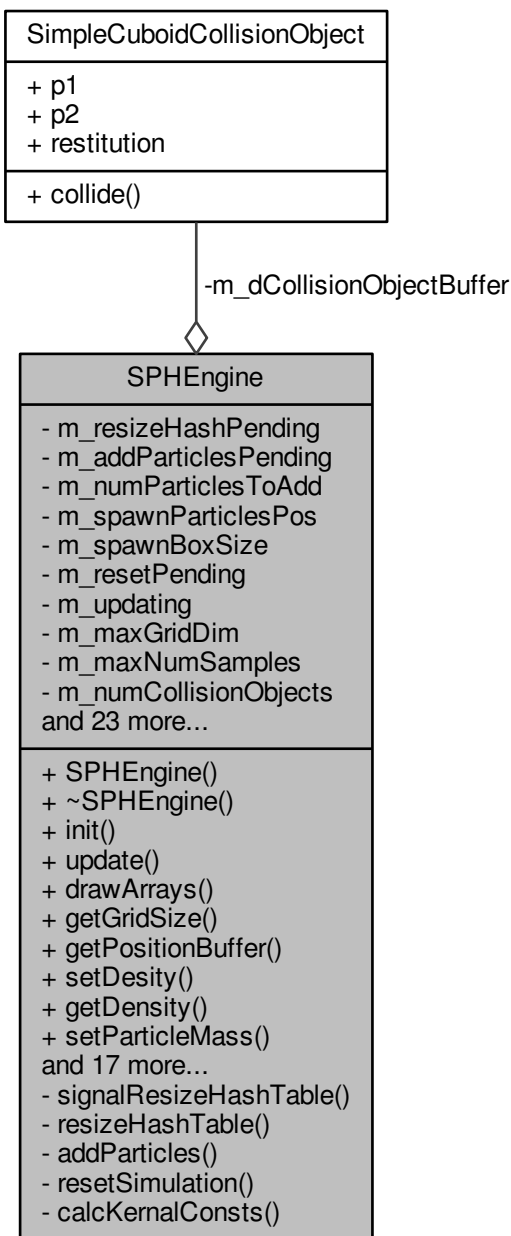 SimpleCuboidCollisionObject
+ p1
+ p2
+ restitution
+ collide()
-m_dCollisionObjectBuffer
SPHEngine
- m_resizeHashPending
- m_addParticlesPending
- m_numParticlesToAdd
- m_spawnParticlesPos
- m_spawnBoxSize
- m_resetPending
- m_updating
- m_maxGridDim
- m_maxNumSamples
- m_numCollisionObjects
and 23 more...
+ SPHEngine()
+ ~SPHEngine()
+ init()
+ update()
+ drawArrays()
+ getGridSize()
+ getPositionBuffer()
+ setDesity()
+ getDensity()
+ setParticleMass()
and 17 more...
- signalResizeHashTable()
- resizeHashTable()
- addParticles()
- resetSimulation()
- calcKernalConsts()